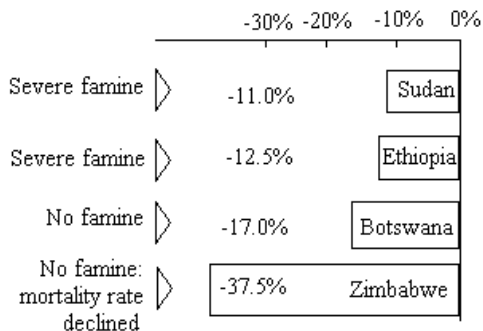 -30% -20% -10% 0%
Severe famine -11.0% Sudan
Severe famine -12.5% Ethiopia
No famine -17.0% Botswana
No famine:
mortality rate
declined
-37.5% Zimbabwe